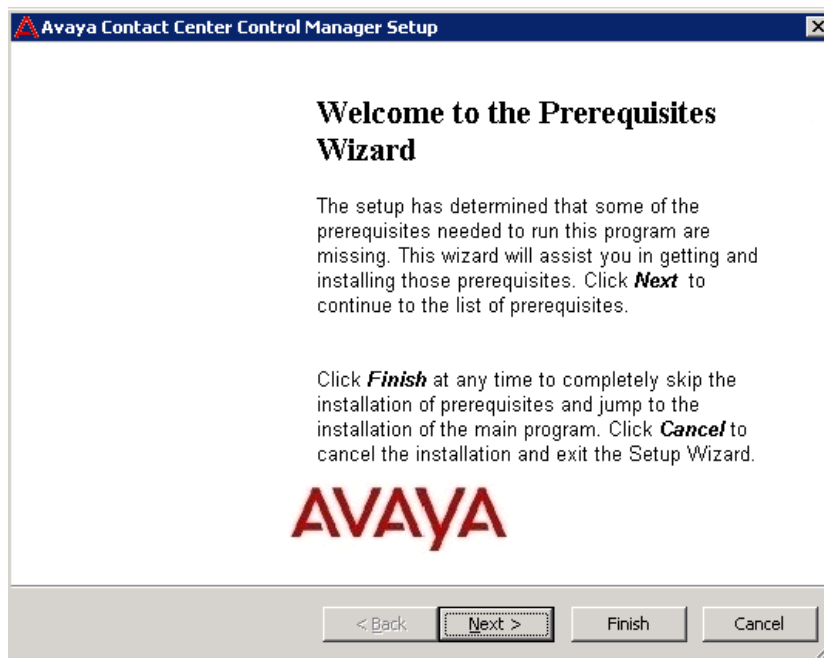 Avaya Contact Center Control Manager Setup
Welcome to the Prerequisites
Wizard
The setup has determined that some of the
prerequisites needed to run this program are
missing. This wizard will assist you in getting and
installing those prerequisites. Click Next to
continue to the list of prerequisites.
Click Finish at any time to completely skip the
installation of prerequisites and jump to the
installation of the main program. Click Cancel to
cancel the installation and exit the Setup Wizard.
AVAYA
< Back Next > Finish Cancel